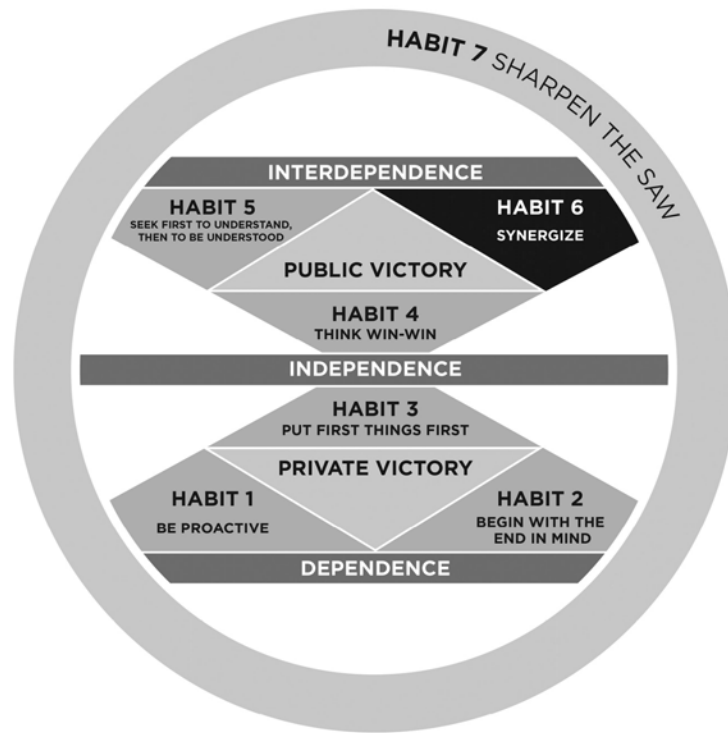 HABIT 7 SHARPEN THE SAW
INTERDEPENDENCE
HABIT 5
SEEK FIRST TO UNDERSTAND,
THEN TO BE UNDERSTOOD
HABIT 6
SYNERGIZE
PUBLIC VICTORY
HABIT 4
THINK WIN-WIN
INDEPENDENCE
HABIT 3
PUT FIRST THINGS FIRST
PRIVATE VICTORY
HABIT 1
BE PROACTIVE
HABIT 2
BEGIN WITH THE
END IN MIND
DEPENDENCE